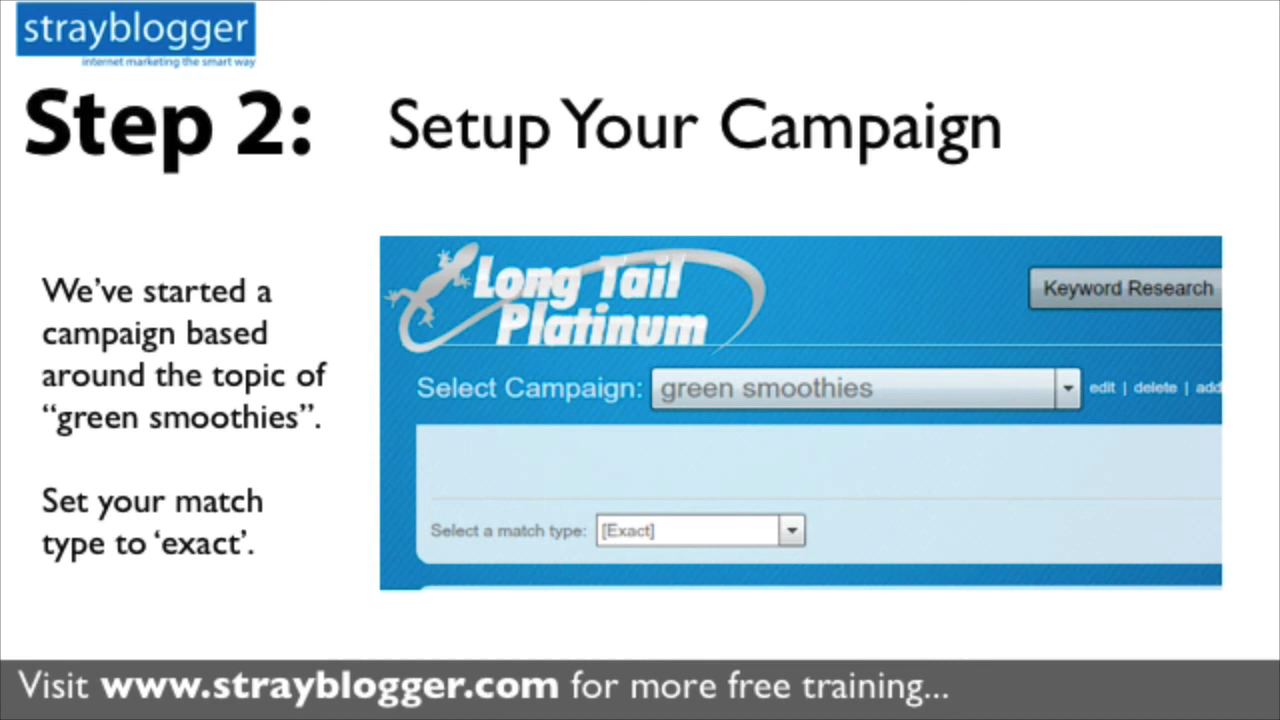 strayblogger
internet marketing the smart way
Step 2: Setup Your Campaign
We've started a
campaign based
around the topic of
“green smoothies”.
Set your match
type to ‘exact’.
Long Tail
Platinum
Keyword Research
Select Campaign: green smoothies edit | delete | add
Select a match type: [Exact]
Visit www.strayblogger.com for more free training...